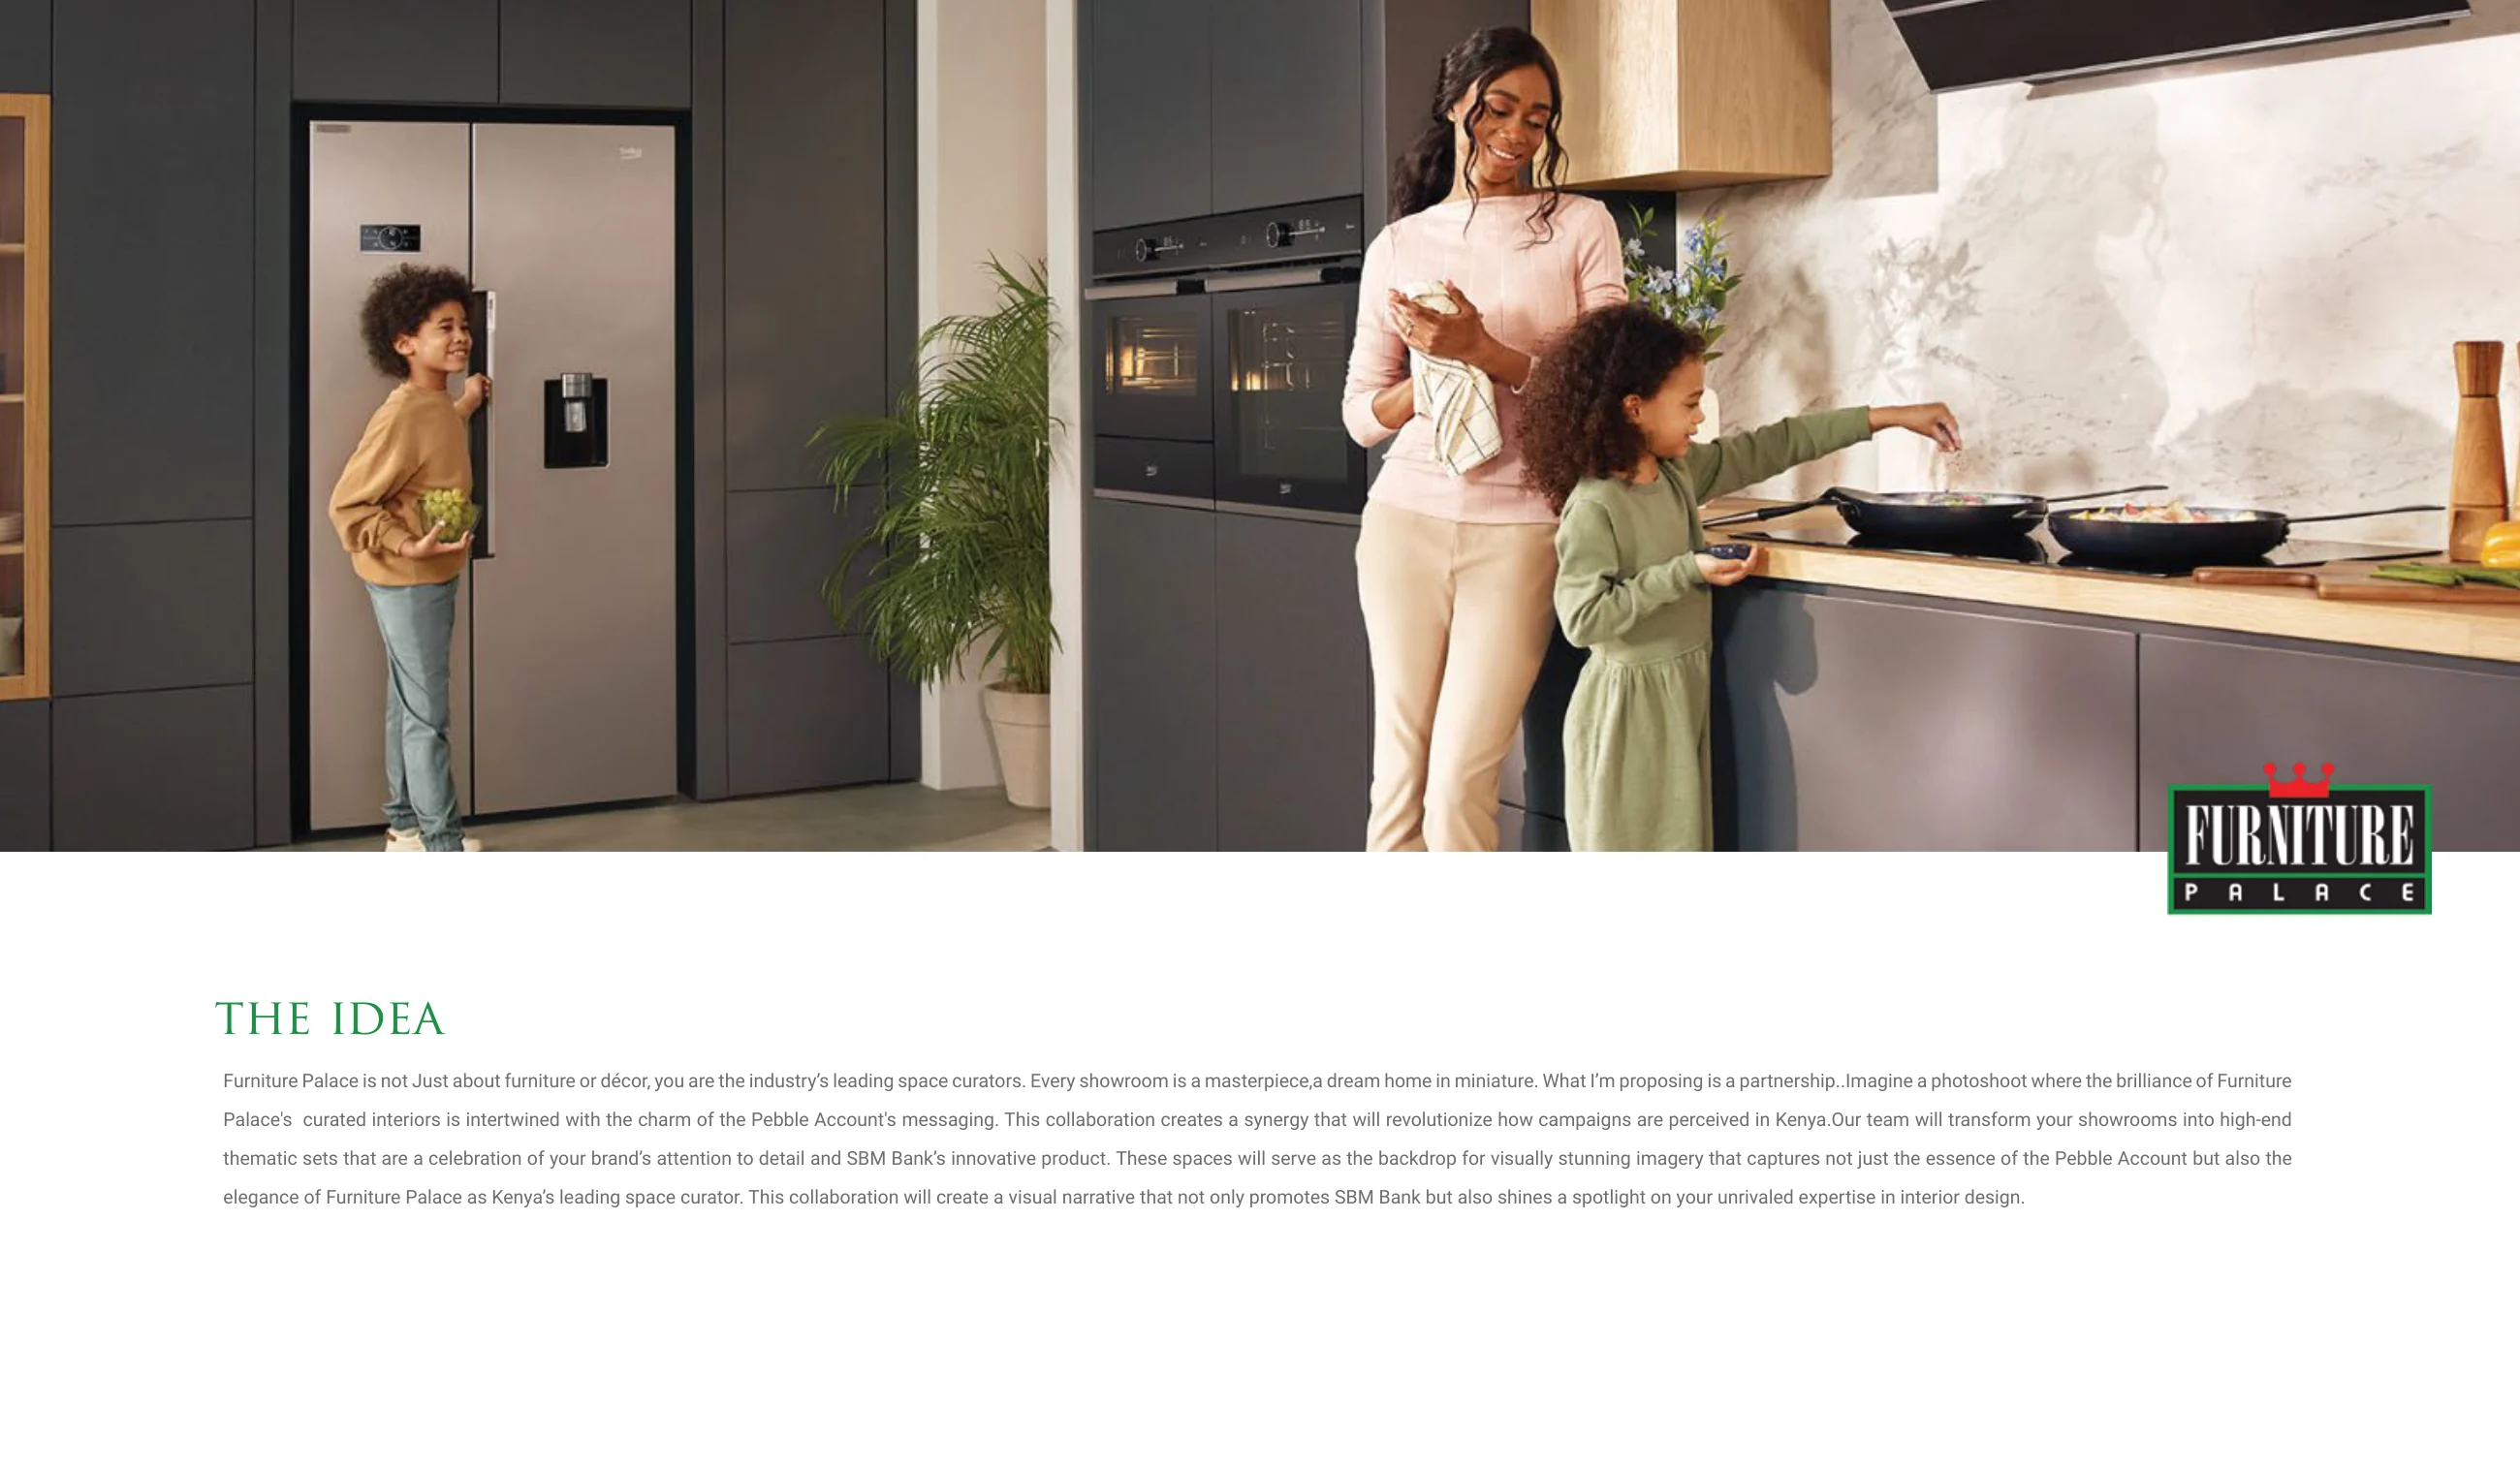 beko
FURNITURE
PALACE
THE IDEA
Furniture Palace is not Just about furniture or décor, you are the industry’s leading space curators. Every showroom is a masterpiece,a dream home in miniature. What I’m proposing is a partnership..Imagine a photoshoot where the brilliance of Furniture
Palace's  curated interiors is intertwined with the charm of the Pebble Account's messaging. This collaboration creates a synergy that will revolutionize how campaigns are perceived in Kenya.Our team will transform your showrooms into high-end
thematic sets that are a celebration of your brand’s attention to detail and SBM Bank’s innovative product. These spaces will serve as the backdrop for visually stunning imagery that captures not just the essence of the Pebble Account but also the
elegance of Furniture Palace as Kenya’s leading space curator. This collaboration will create a visual narrative that not only promotes SBM Bank but also shines a spotlight on your unrivaled expertise in interior design.